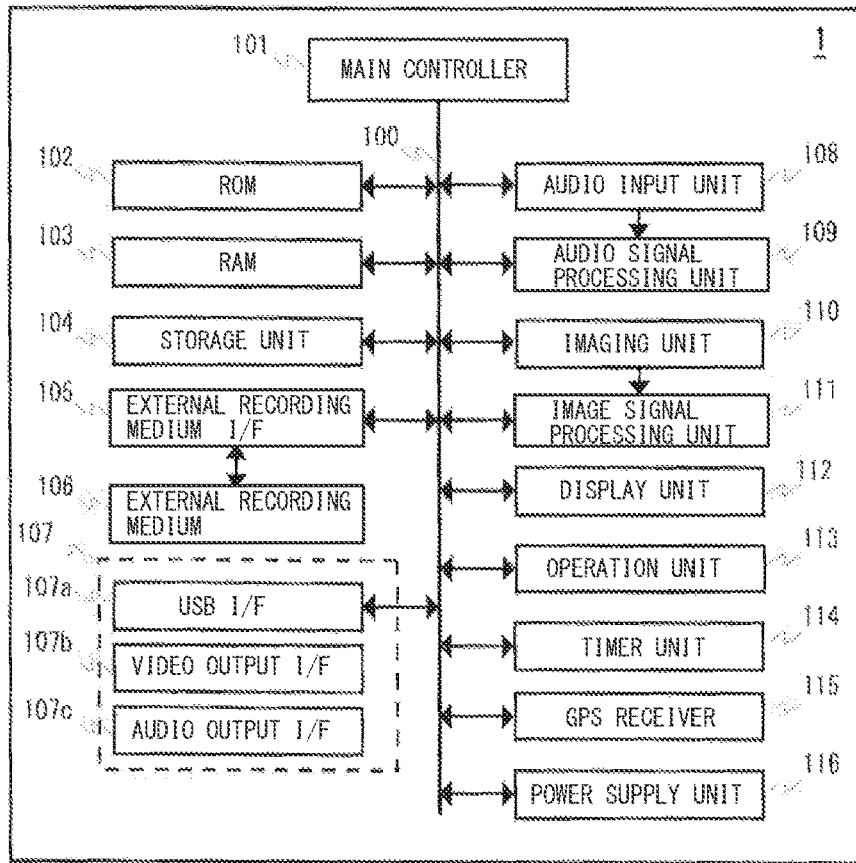 1
101
MAIN CONTROLLER
100
102
ROM
103
RAM
104
STORAGE UNIT
105
EXTERNAL RECORDING
MEDIUM I/F
106
EXTERNAL RECORDING
MEDIUM
107
107a
USB I/F
107b
VIDEO OUTPUT I/F
107c
AUDIO OUTPUT I/F
108
AUDIO INPUT UNIT
109
AUDIO SIGNAL
PROCESSING UNIT
110
IMAGING UNIT
111
IMAGE SIGNAL
PROCESSING UNIT
112
DISPLAY UNIT
113
OPERATION UNIT
114
TIMER UNIT
115
GPS RECEIVER
116
POWER SUPPLY UNIT